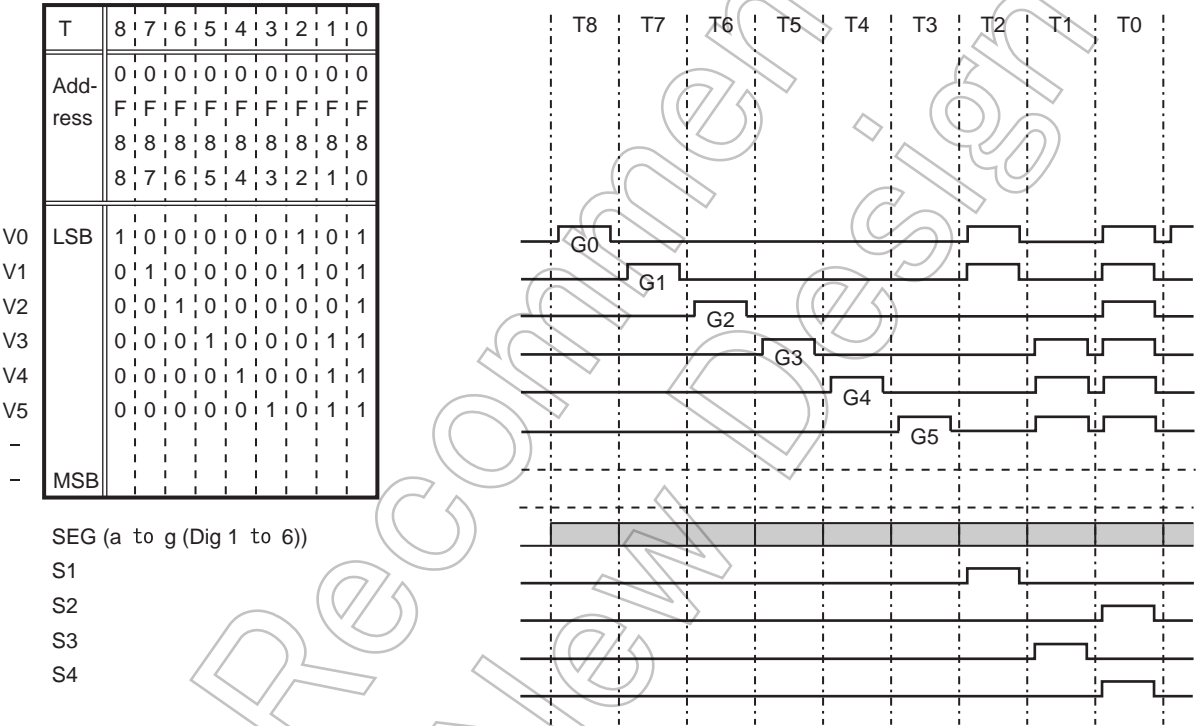 T 8 7 6 5 4 3 2 1 0
T8 T7 T6 T5 T4 T3 T2 T1 T0
Add-
ress
0 0 0 0 0 0 0 0 0
F F F F F F F F F
8 8 8 8 8 8 8 8 8
8 7 6 5 4 3 2 1 0
V0 LSB 1 0 0 0 0 0 1 0 1
G0
V1 0 1 0 0 0 0 1 0 1
G1
V2 0 0 1 0 0 0 0 0 1
G2
V3 0 0 0 1 0 0 0 1 1
G3
V4 0 0 0 0 1 0 0 1 1
G4
V5 0 0 0 0 0 1 0 1 1
G5
–
– MSB
SEG (a to g (Dig 1 to 6))
S1
S2
S3
S4
Recommen
New Design